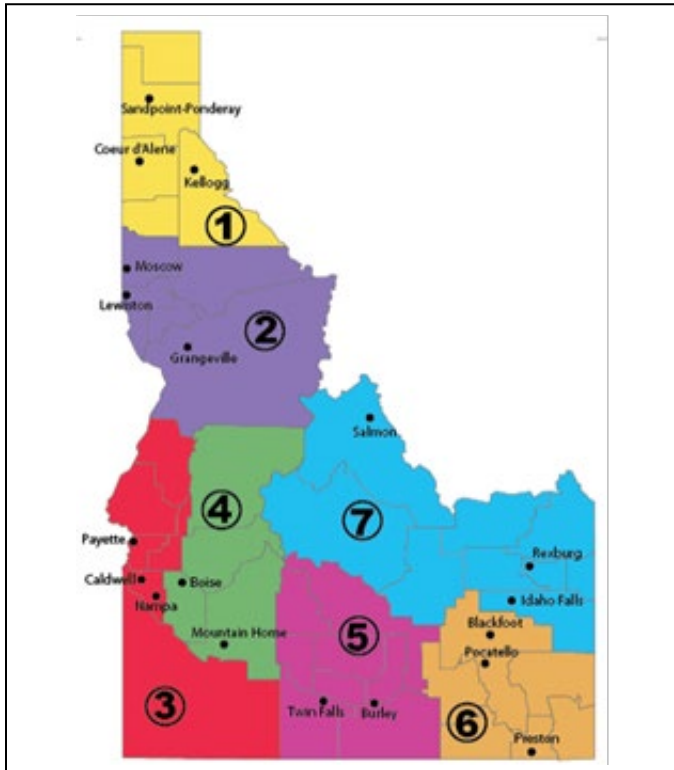 Sandpoint-Ponderay
Coeur d'Alene
Kellogg
1
Moscow
Lewiston
2
Grangeville
Salmon
4
7
Payette
Rexburg
Caldwell
Boise
Nampa
Idaho Falls
Blackfoot
5
Mountain Home
Pocatello
3
Twin Falls
Burley
6
Preston